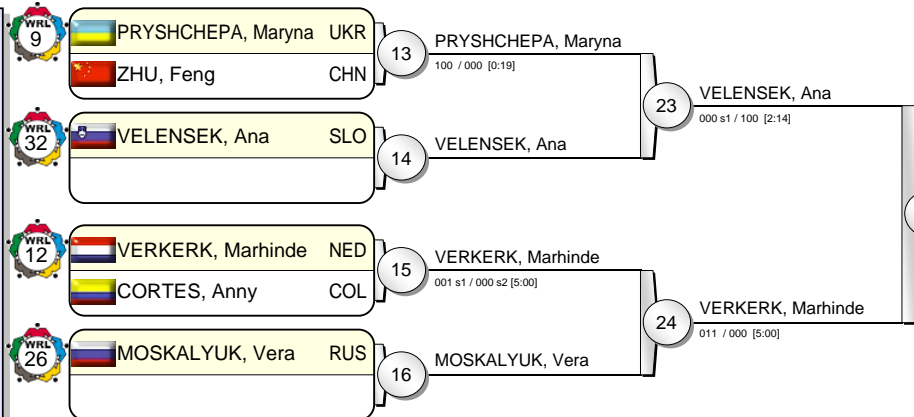 WRL
9
PRYSHCHEPA, Maryna UKR
ZHU, Feng CHN
13
PRYSHCHEPA, Maryna
100 / 000 [0:19]
WRL
32
VELENSEK, Ana SLO
14
VELENSEK, Ana
23
VELENSEK, Ana
000 s1 / 100 [2:14]
WRL
12
VERKERK, Marhinde NED
CORTES, Anny COL
15
VERKERK, Marhinde
001 s1 / 000 s2 [5:00]
WRL
26
MOSKALYUK, Vera RUS
16
MOSKALYUK, Vera
24
VERKERK, Marhinde
011 / 000 [5:00]